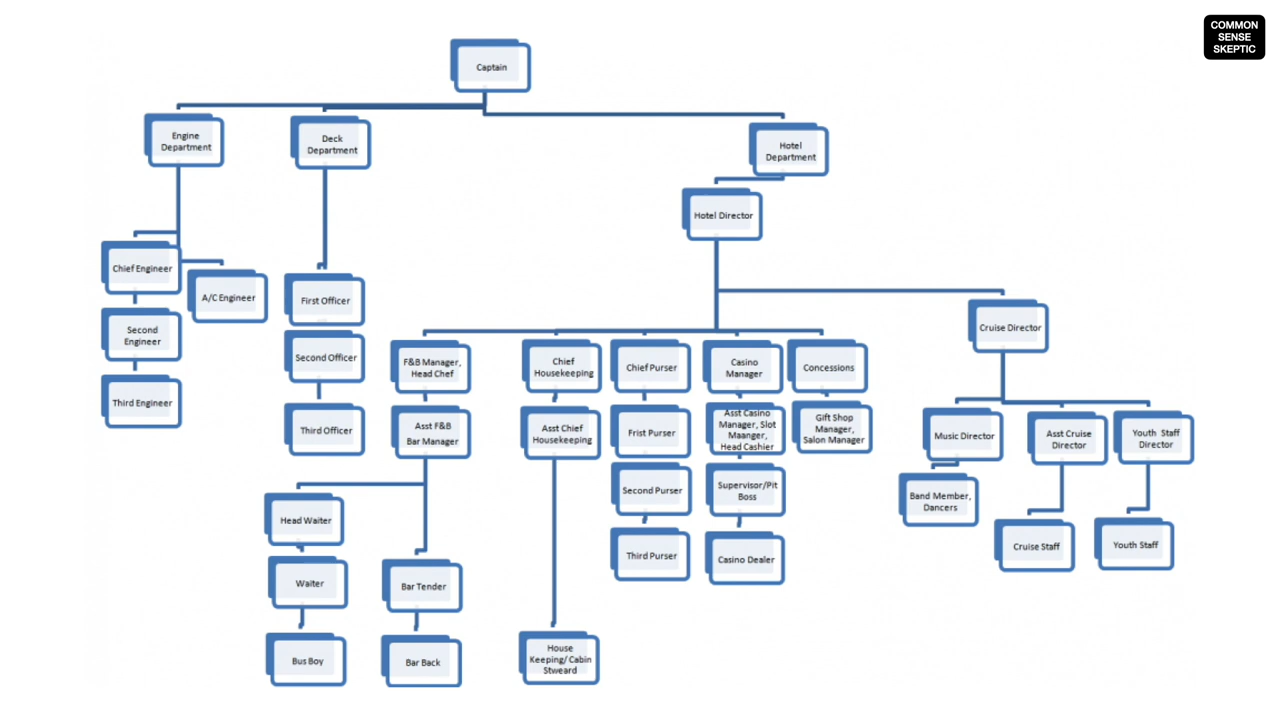 COMMON
SENSE
SKEPTIC
Captain
Engine
Department
Deck
Department
Hotel
Department
Hotel Director
Chief Engineer
A/C Engineer
Second
Engineer
Third Engineer
First Officer
Second Officer
Third Officer
Cruise Director
F&B Manager,
Head Chef
Chief
Housekeeping
Chief Purser
Casino
Manager
Concessions
Asst F&B
Bar Manager
Asst Chief
Housekeeping
Frist Purser
Asst Casino
Manager, Slot
Maanger,
Head Cashier
Gift Shop
Manager,
Salon Manager
Music Director
Asst Cruise
Director
Youth Staff
Director
Second Purser
Supervisor/Pit
Boss
Band Member,
Dancers
Head Waiter
Third Purser
Casino Dealer
Cruise Staff
Youth Staff
Waiter
Bar Tender
Bus Boy
Bar Back
House
Keeping/Cabin
Stweard